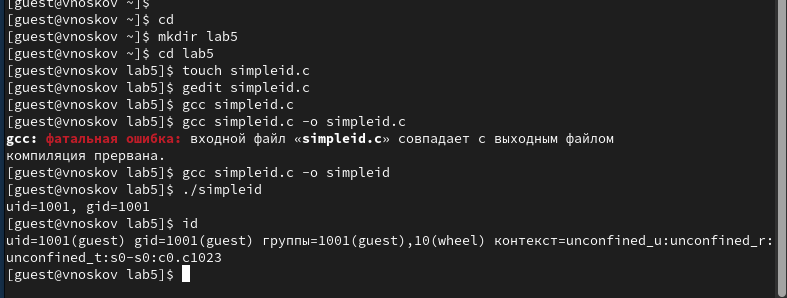 [guest@vnoskov ~]$
[guest@vnoskov ~]$ cd
[guest@vnoskov ~]$ mkdir lab5
[guest@vnoskov ~]$ cd lab5
[guest@vnoskov lab5]$ touch simpleid.c
[guest@vnoskov lab5]$ gedit simpleid.c
[guest@vnoskov lab5]$ gcc simpleid.c
[guest@vnoskov lab5]$ gcc simpleid.c -o simpleid.c
gcc: фатальная ошибка: входной файл «simpleid.c» совпадает с выходным файлом
компиляция прервана.
[guest@vnoskov lab5]$ gcc simpleid.c -o simpleid
[guest@vnoskov lab5]$ ./simpleid
uid=1001, gid=1001
[guest@vnoskov lab5]$ id
uid=1001(guest) gid=1001(guest) группы=1001(guest),10(wheel) контекст=unconfined_u:unconfined_r:
unconfined_t:s0-s0:c0.c1023
[guest@vnoskov lab5]$